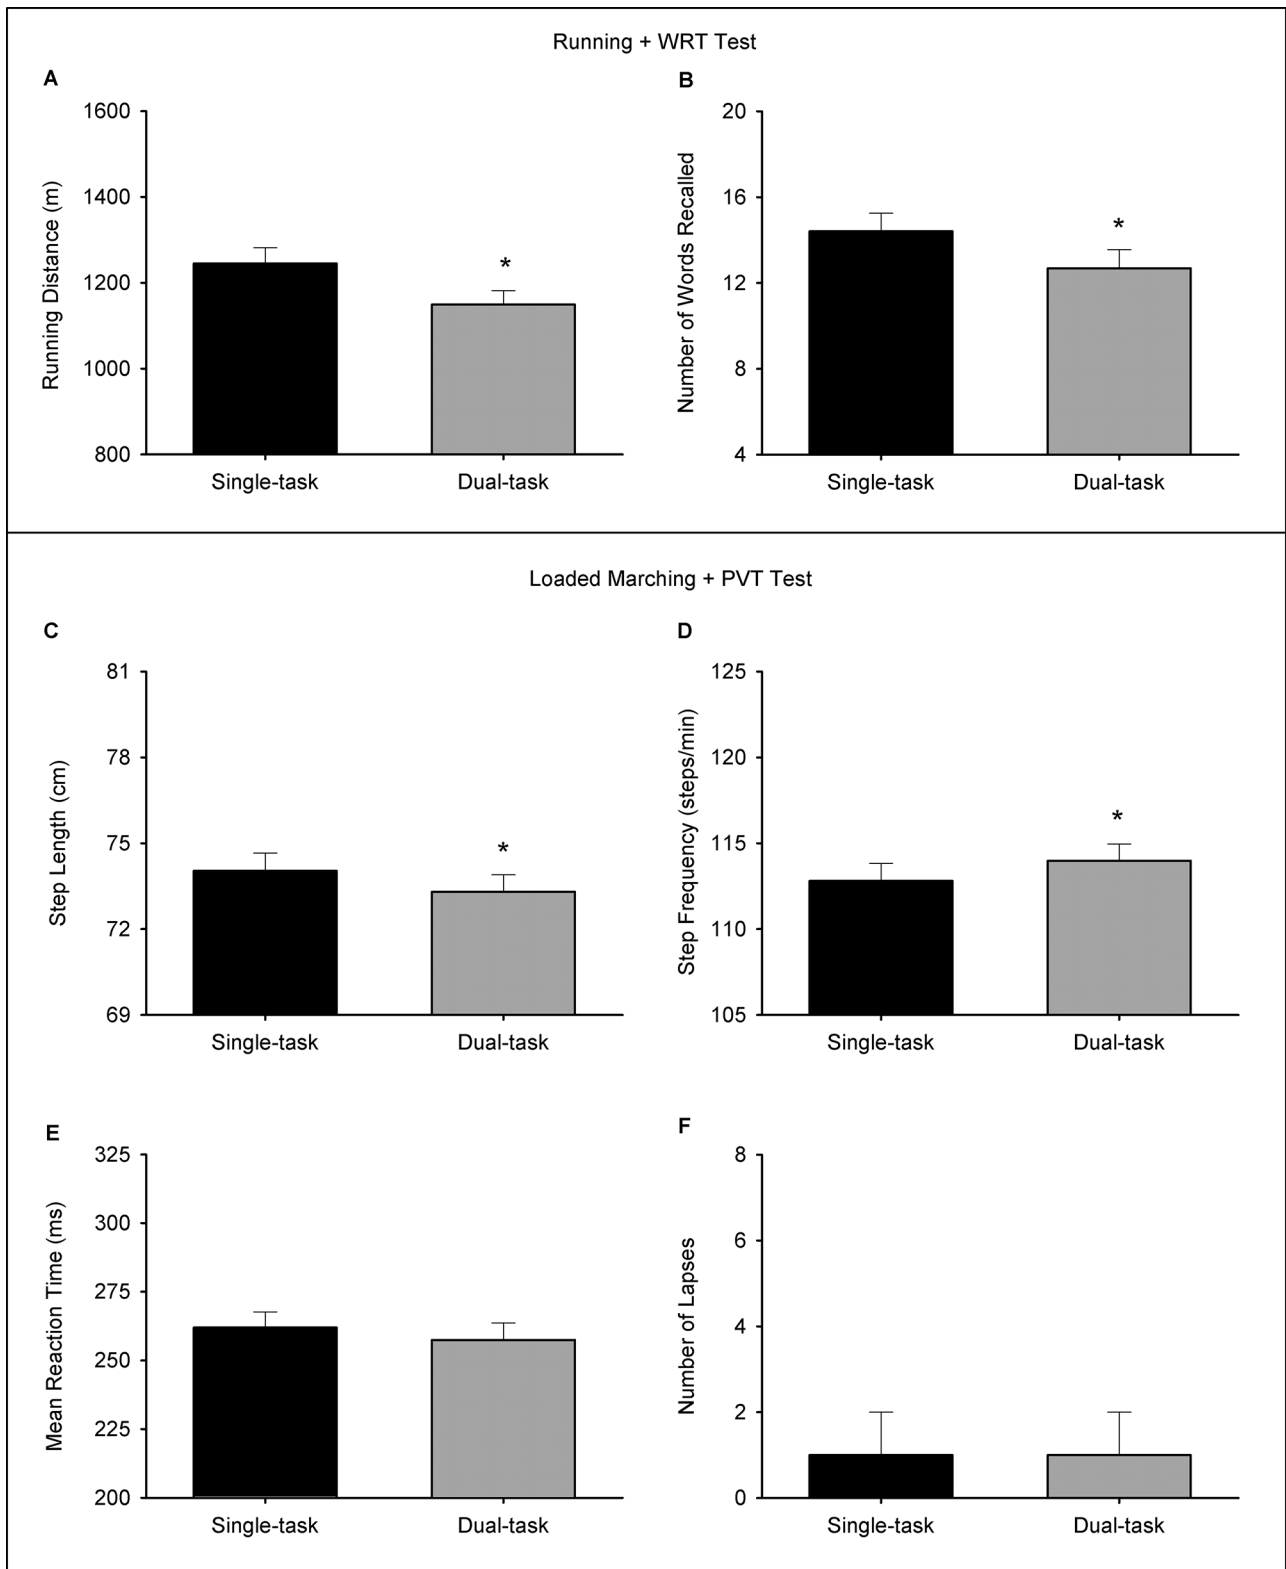 Running + WRT Test
A
1600
1400
1200
1000
800
Running Distance (m)
*
Single-task
Dual-task
B
20
16
12
8
4
Number of Words Recalled
*
Single-task
Dual-task
Loaded Marching + PVT Test
C
81
78
75
72
69
Step Length (cm)
*
Single-task
Dual-task
D
125
120
115
110
105
Step Frequency (steps/min)
*
Single-task
Dual-task
E
325
300
275
250
225
200
Mean Reaction Time (ms)
Single-task
Dual-task
F
8
6
4
2
0
Number of Lapses
Single-task
Dual-task